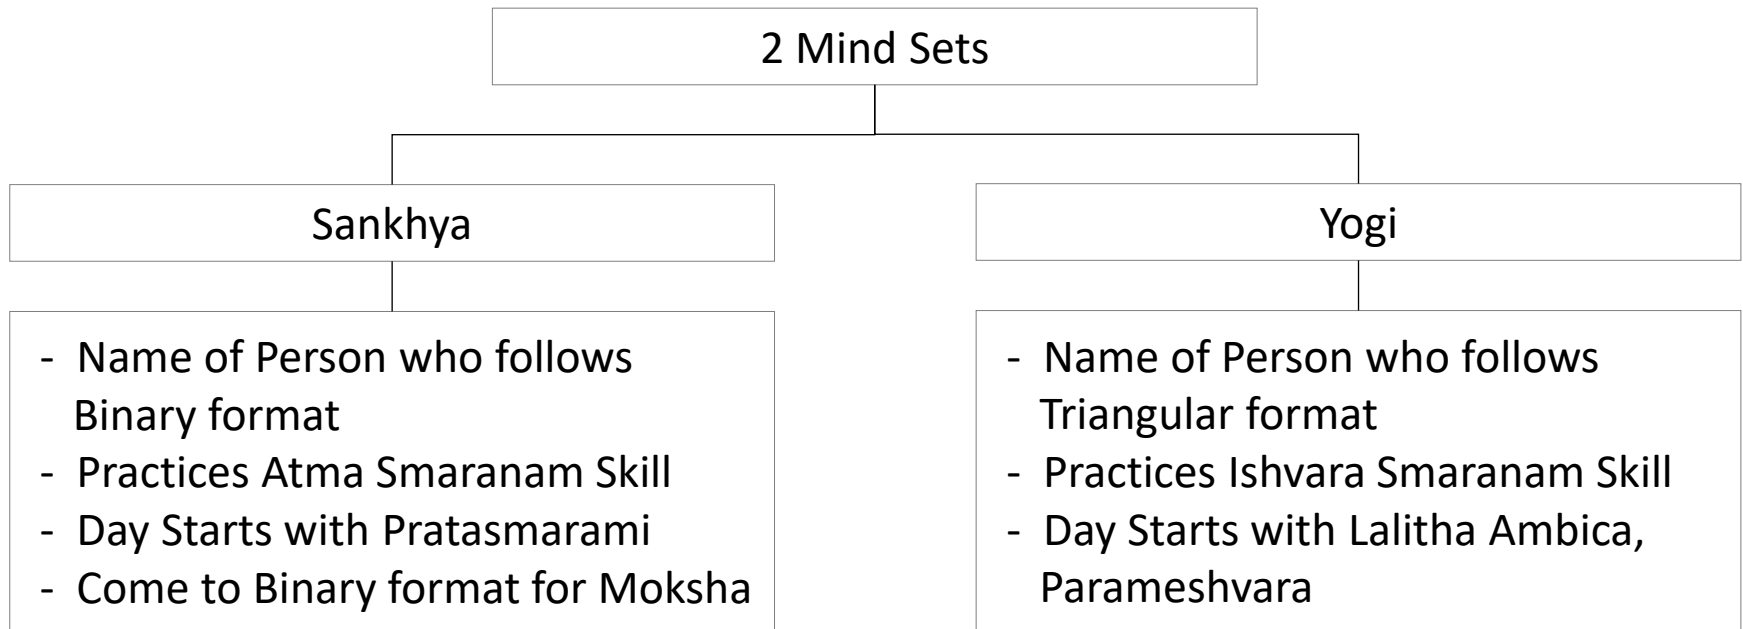 2 Mind Sets
Sankhya
- Name of Person who follows
Binary format
- Practices Atma Smaranam Skill
- Day Starts with Pratasmarami
- Come to Binary format for Moksha
Yogi
- Name of Person who follows
Triangular format
- Practices Ishvara Smaranam Skill
- Day Starts with Lalitha Ambica,
Parameshvara